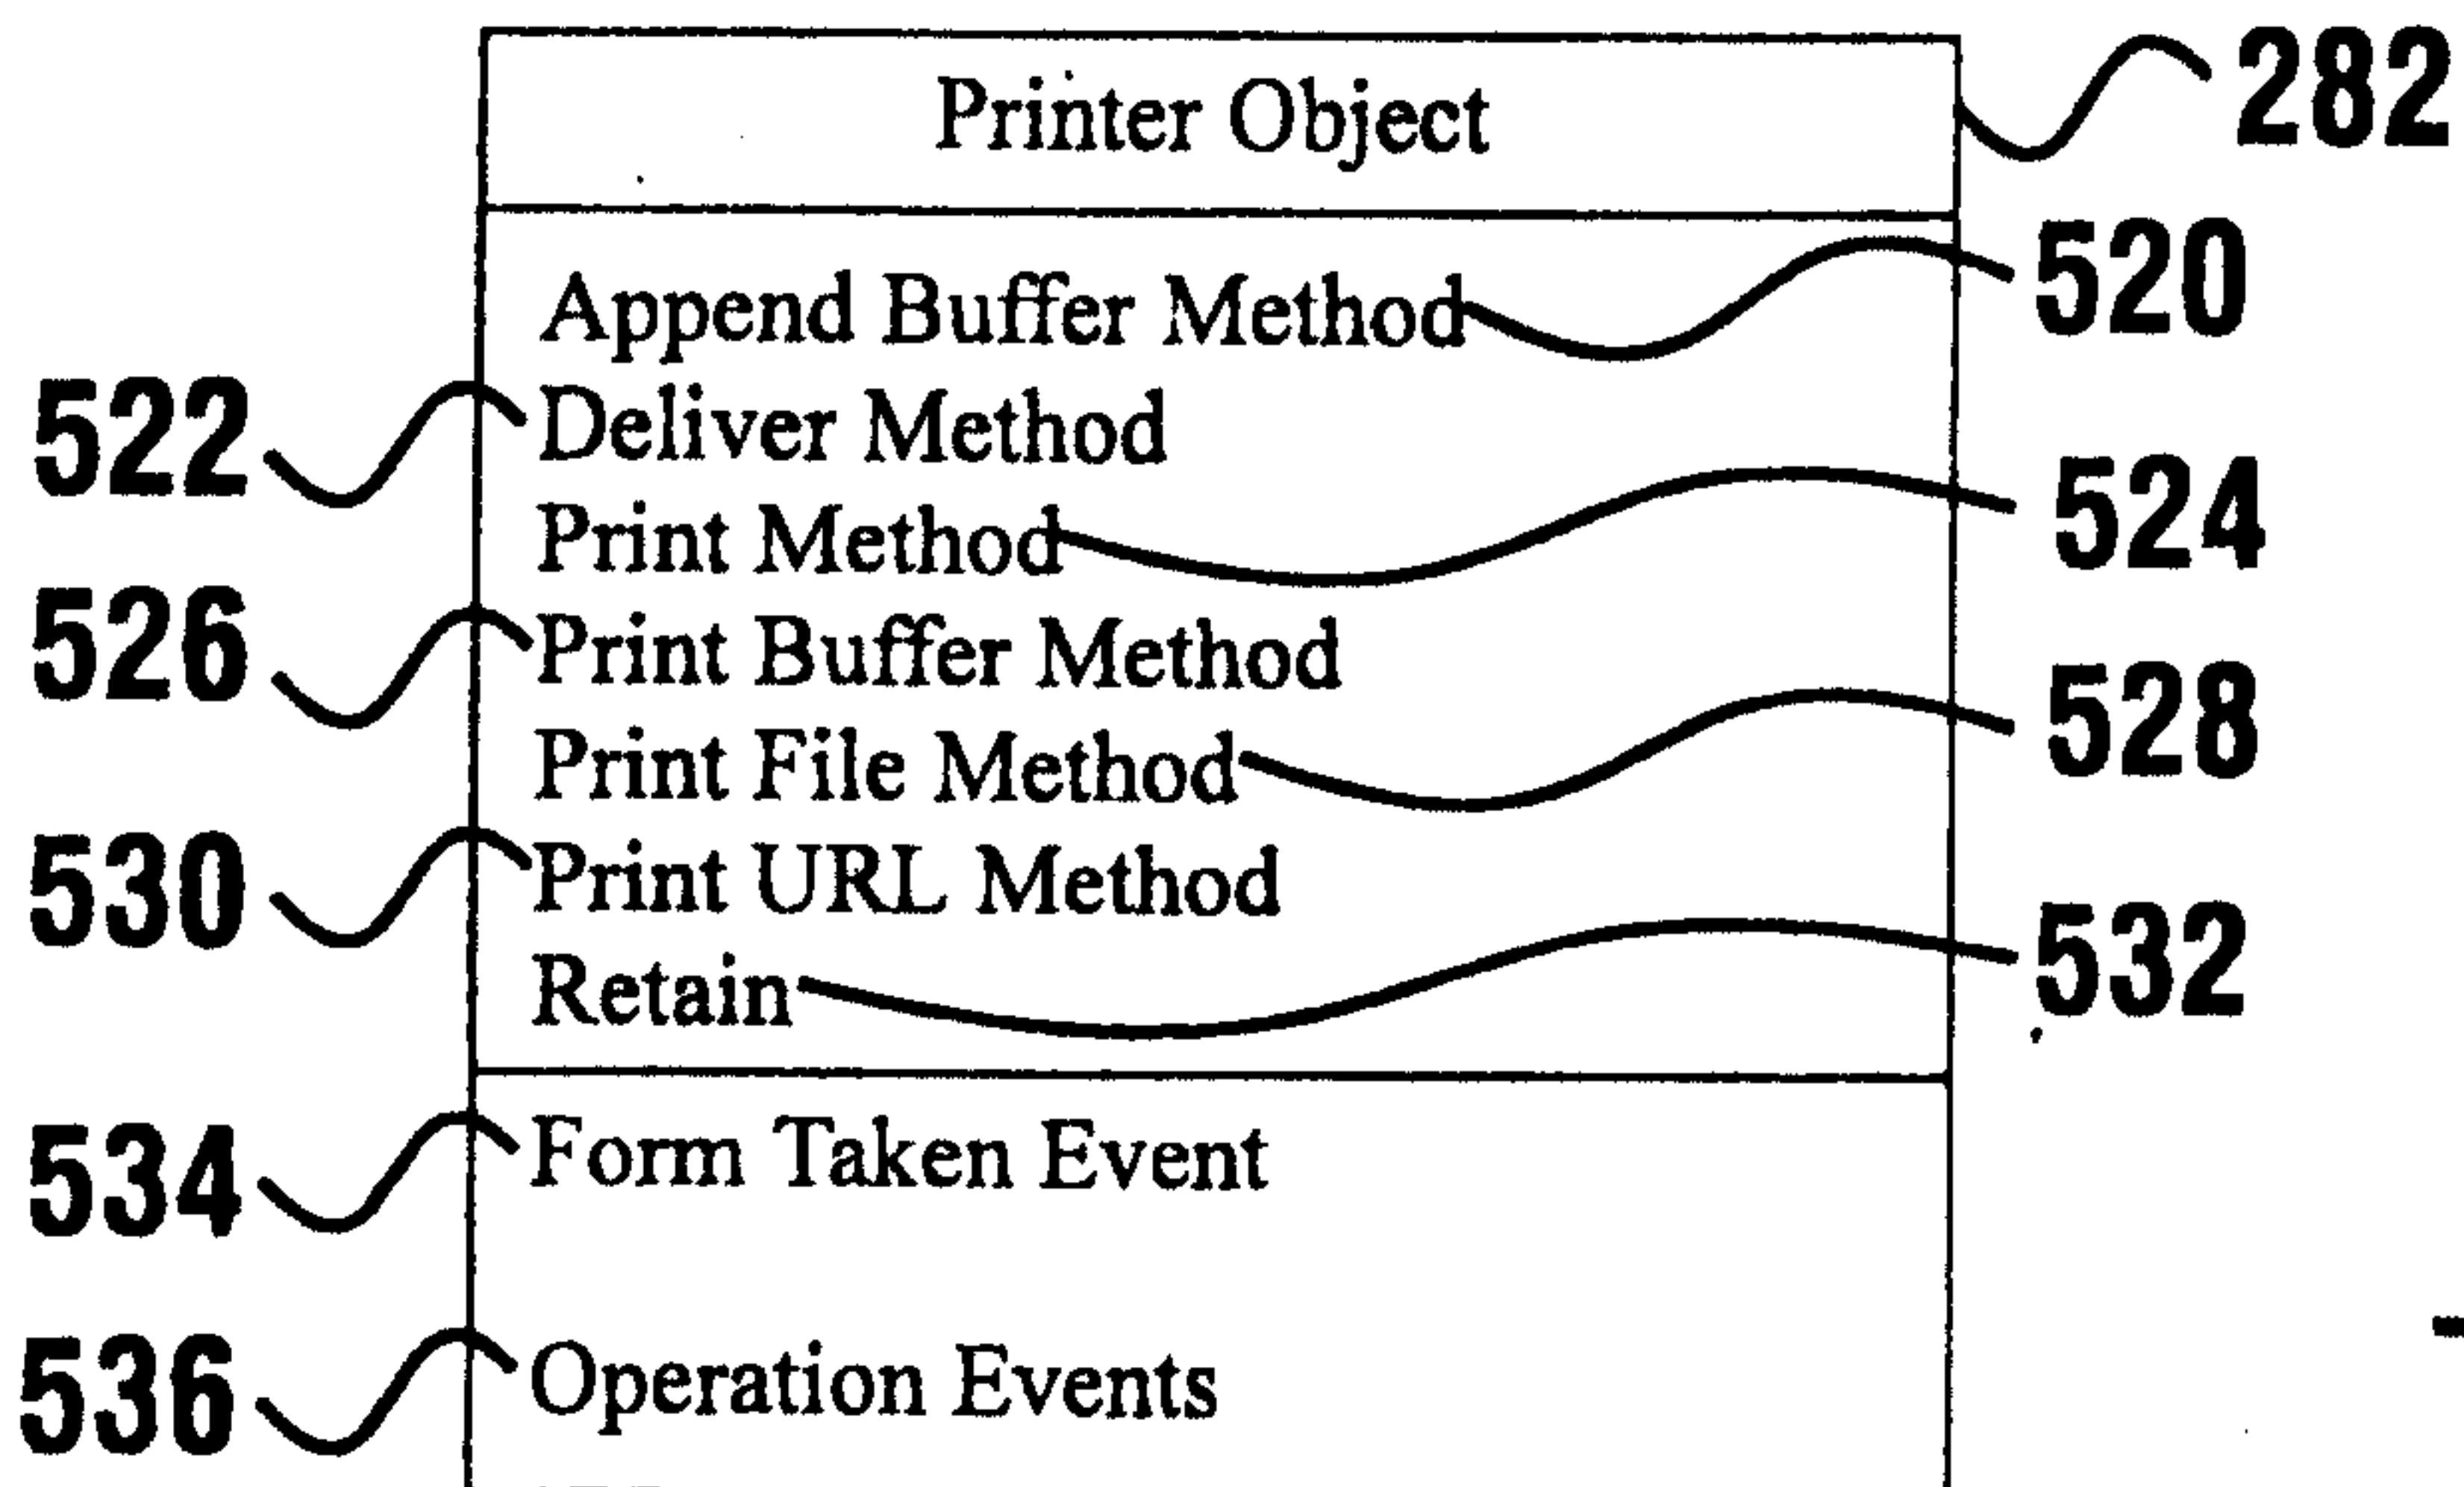 Printer Object 282
Append Buffer Method 520
522 Deliver Method
Print Method 524
526 Print Buffer Method
Print File Method 528
530 Print URL Method
Retain 532
534 Form Taken Event
536 Operation Events